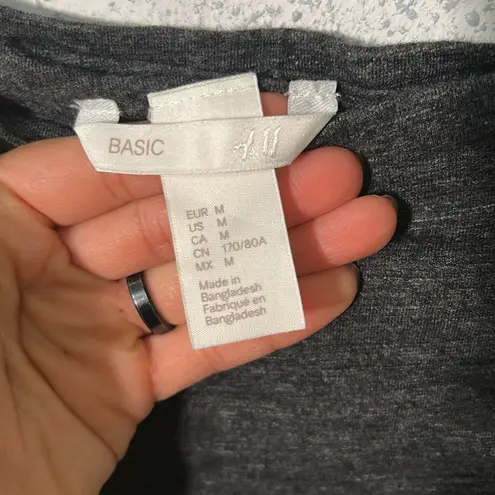 BASIC H&M
EUR M
US M
CA M
CN 170/80A
MX M
Made in
Bangladesh
Fabriqué en
Bangladesh